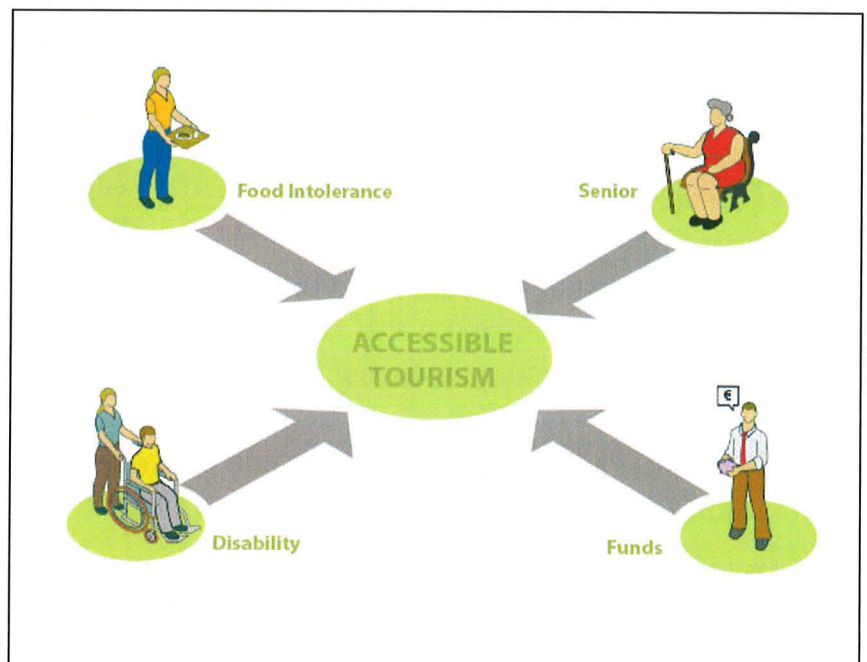 Food Intolerance
Senior
ACCESSIBLE
TOURISM
€
Disability
Funds